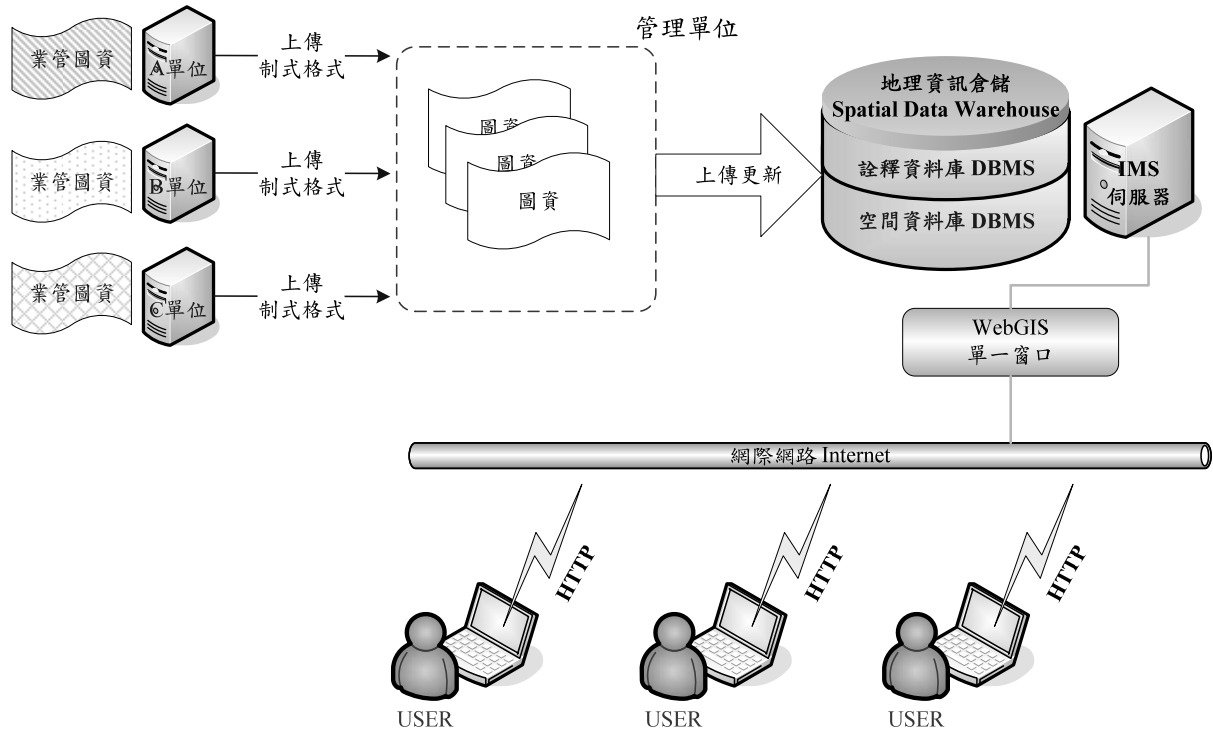 管理單位
業管圖資
A單位
上傳
制式格式
業管圖資
B單位
上傳
制式格式
業管圖資
C單位
上傳
制式格式
圖資
圖資
圖資
上傳更新
地理資訊倉儲
Spatial Data Warehouse
詮釋資料庫 DBMS
空間資料庫 DBMS
IMS
伺服器
WebGIS
單一窗口
網際網路 Internet
HTTP
HTTP
HTTP
USER
USER
USER